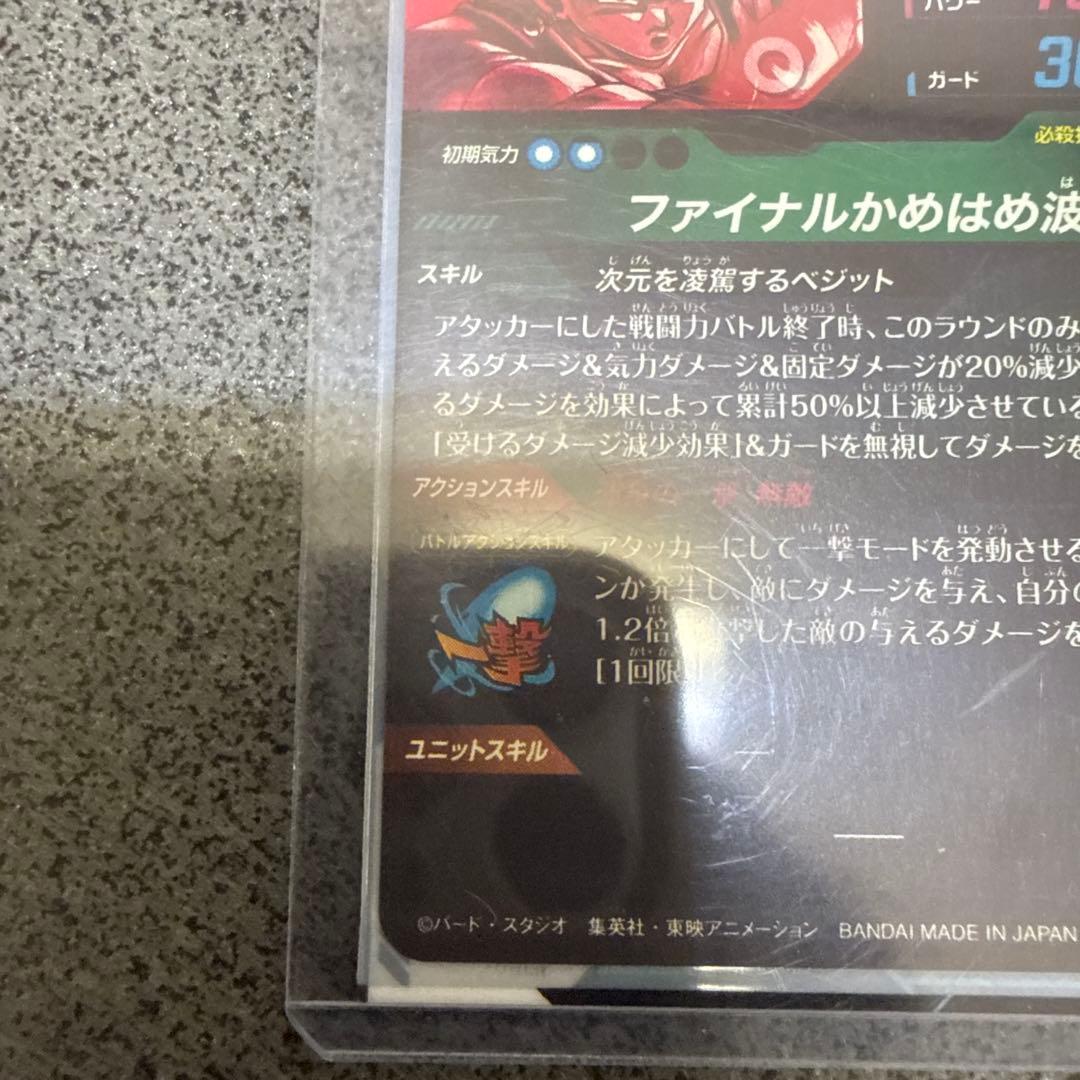 パワー
ガード 3
初期気力
必殺
ファイナルかめはめ波
スキル 次元を凌駕するベジット
アタッカーにした戦闘力バトル終了時、このラウンドのみ
えるダメージ&気力ダメージ&固定ダメージが20%減少
るダメージを効果によって累計50%以上減少させている
「受けるダメージ減少効果」&ガードを無視してダメージを
アクションスキル 無敵
バトルアクションスキル
アタッカーにして一撃モードを発動させる
ンが発生し、敵にダメージを与え、自分の
一撃
1.2倍 撃した敵の与えるダメージを
[1回限
ユニットスキル
©バード・スタジオ 集英社・東映アニメーション BANDAI MADE IN JAPAN